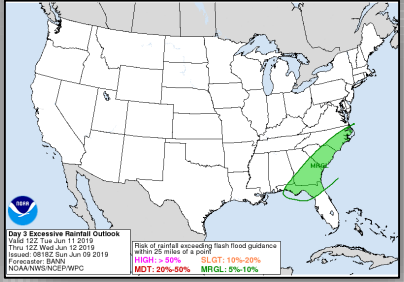 MRGL
NOAA
Day 3 Excessive Rainfall Outlook
Valid 12Z Tue Jun 11 2019
Thru 12Z Wed Jun 12 2019
Issued: 0818Z Sun Jun 09 2019
Forecaster: BANN
NOAA/NWS/NCEP/WPC
Risk of rainfall exceeding flash flood guidance
within 25 miles of a point
HIGH: > 50% SLGT: 10%-20%
MDT: 20%-50% MRGL: 5%-10%